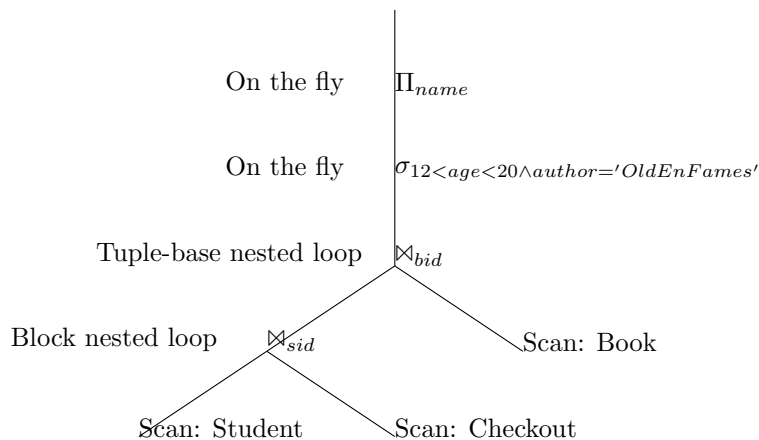 On the fly Π_name
On the fly σ_12<age<20∧author='OldEnFames'
Tuple-base nested loop ⋈_bid
Block nested loop ⋈_sid
Scan: Book
Scan: Student
Scan: Checkout